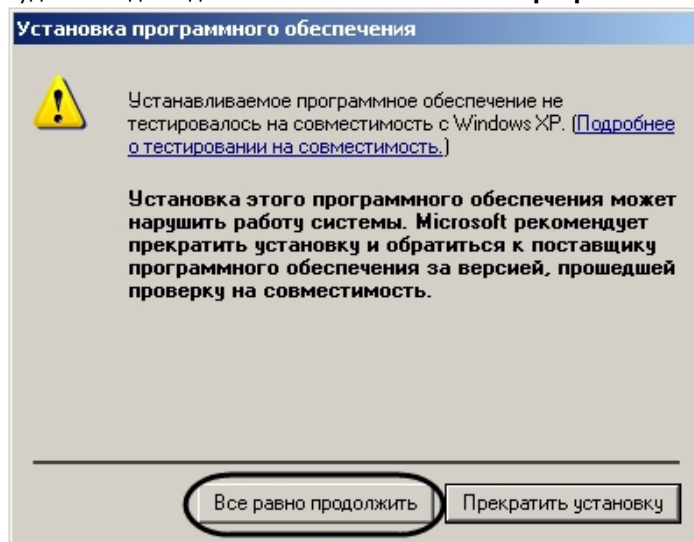 Установка программного обеспечения
Устанавливаемое программное обеспечение не
тестировалось на совместимость с Windows XP. (Подробнее
о тестировании на совместимость.)
Установка этого программного обеспечения может
нарушить работу системы. Microsoft рекомендует
прекратить установку и обратиться к поставщику
программного обеспечения за версией, прошедшей
проверку на совместимость.
Все равно продолжить Прекратить установку